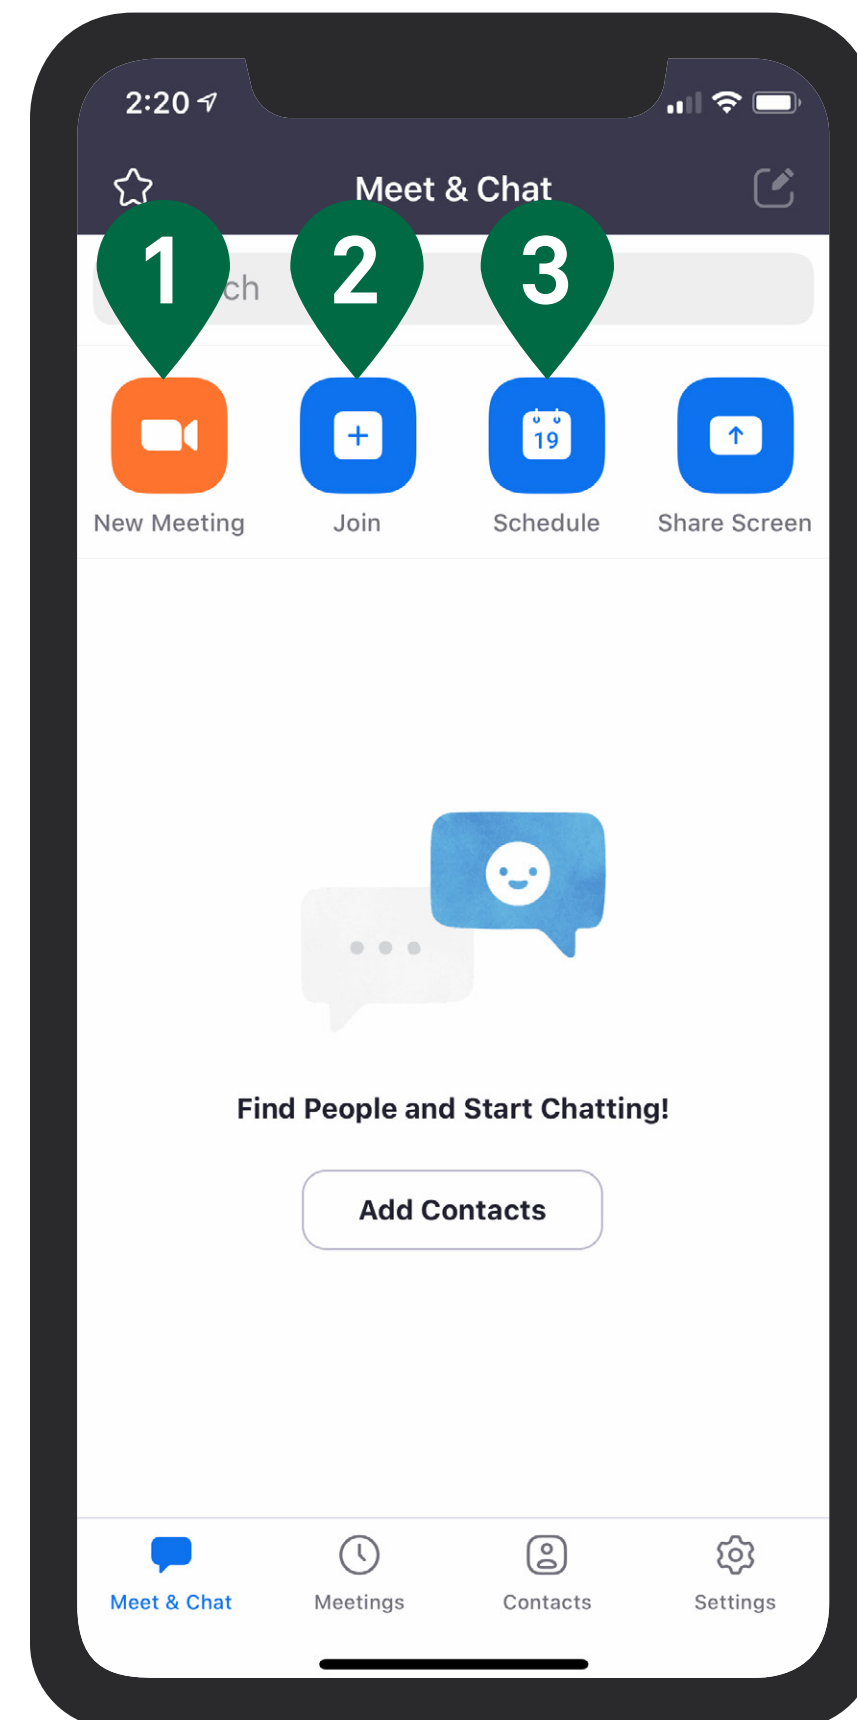 2:20
Meet & Chat
1 2 3
ch
19
New Meeting Join Schedule Share Screen
Find People and Start Chatting!
Add Contacts
Meet & Chat Meetings Contacts Settings